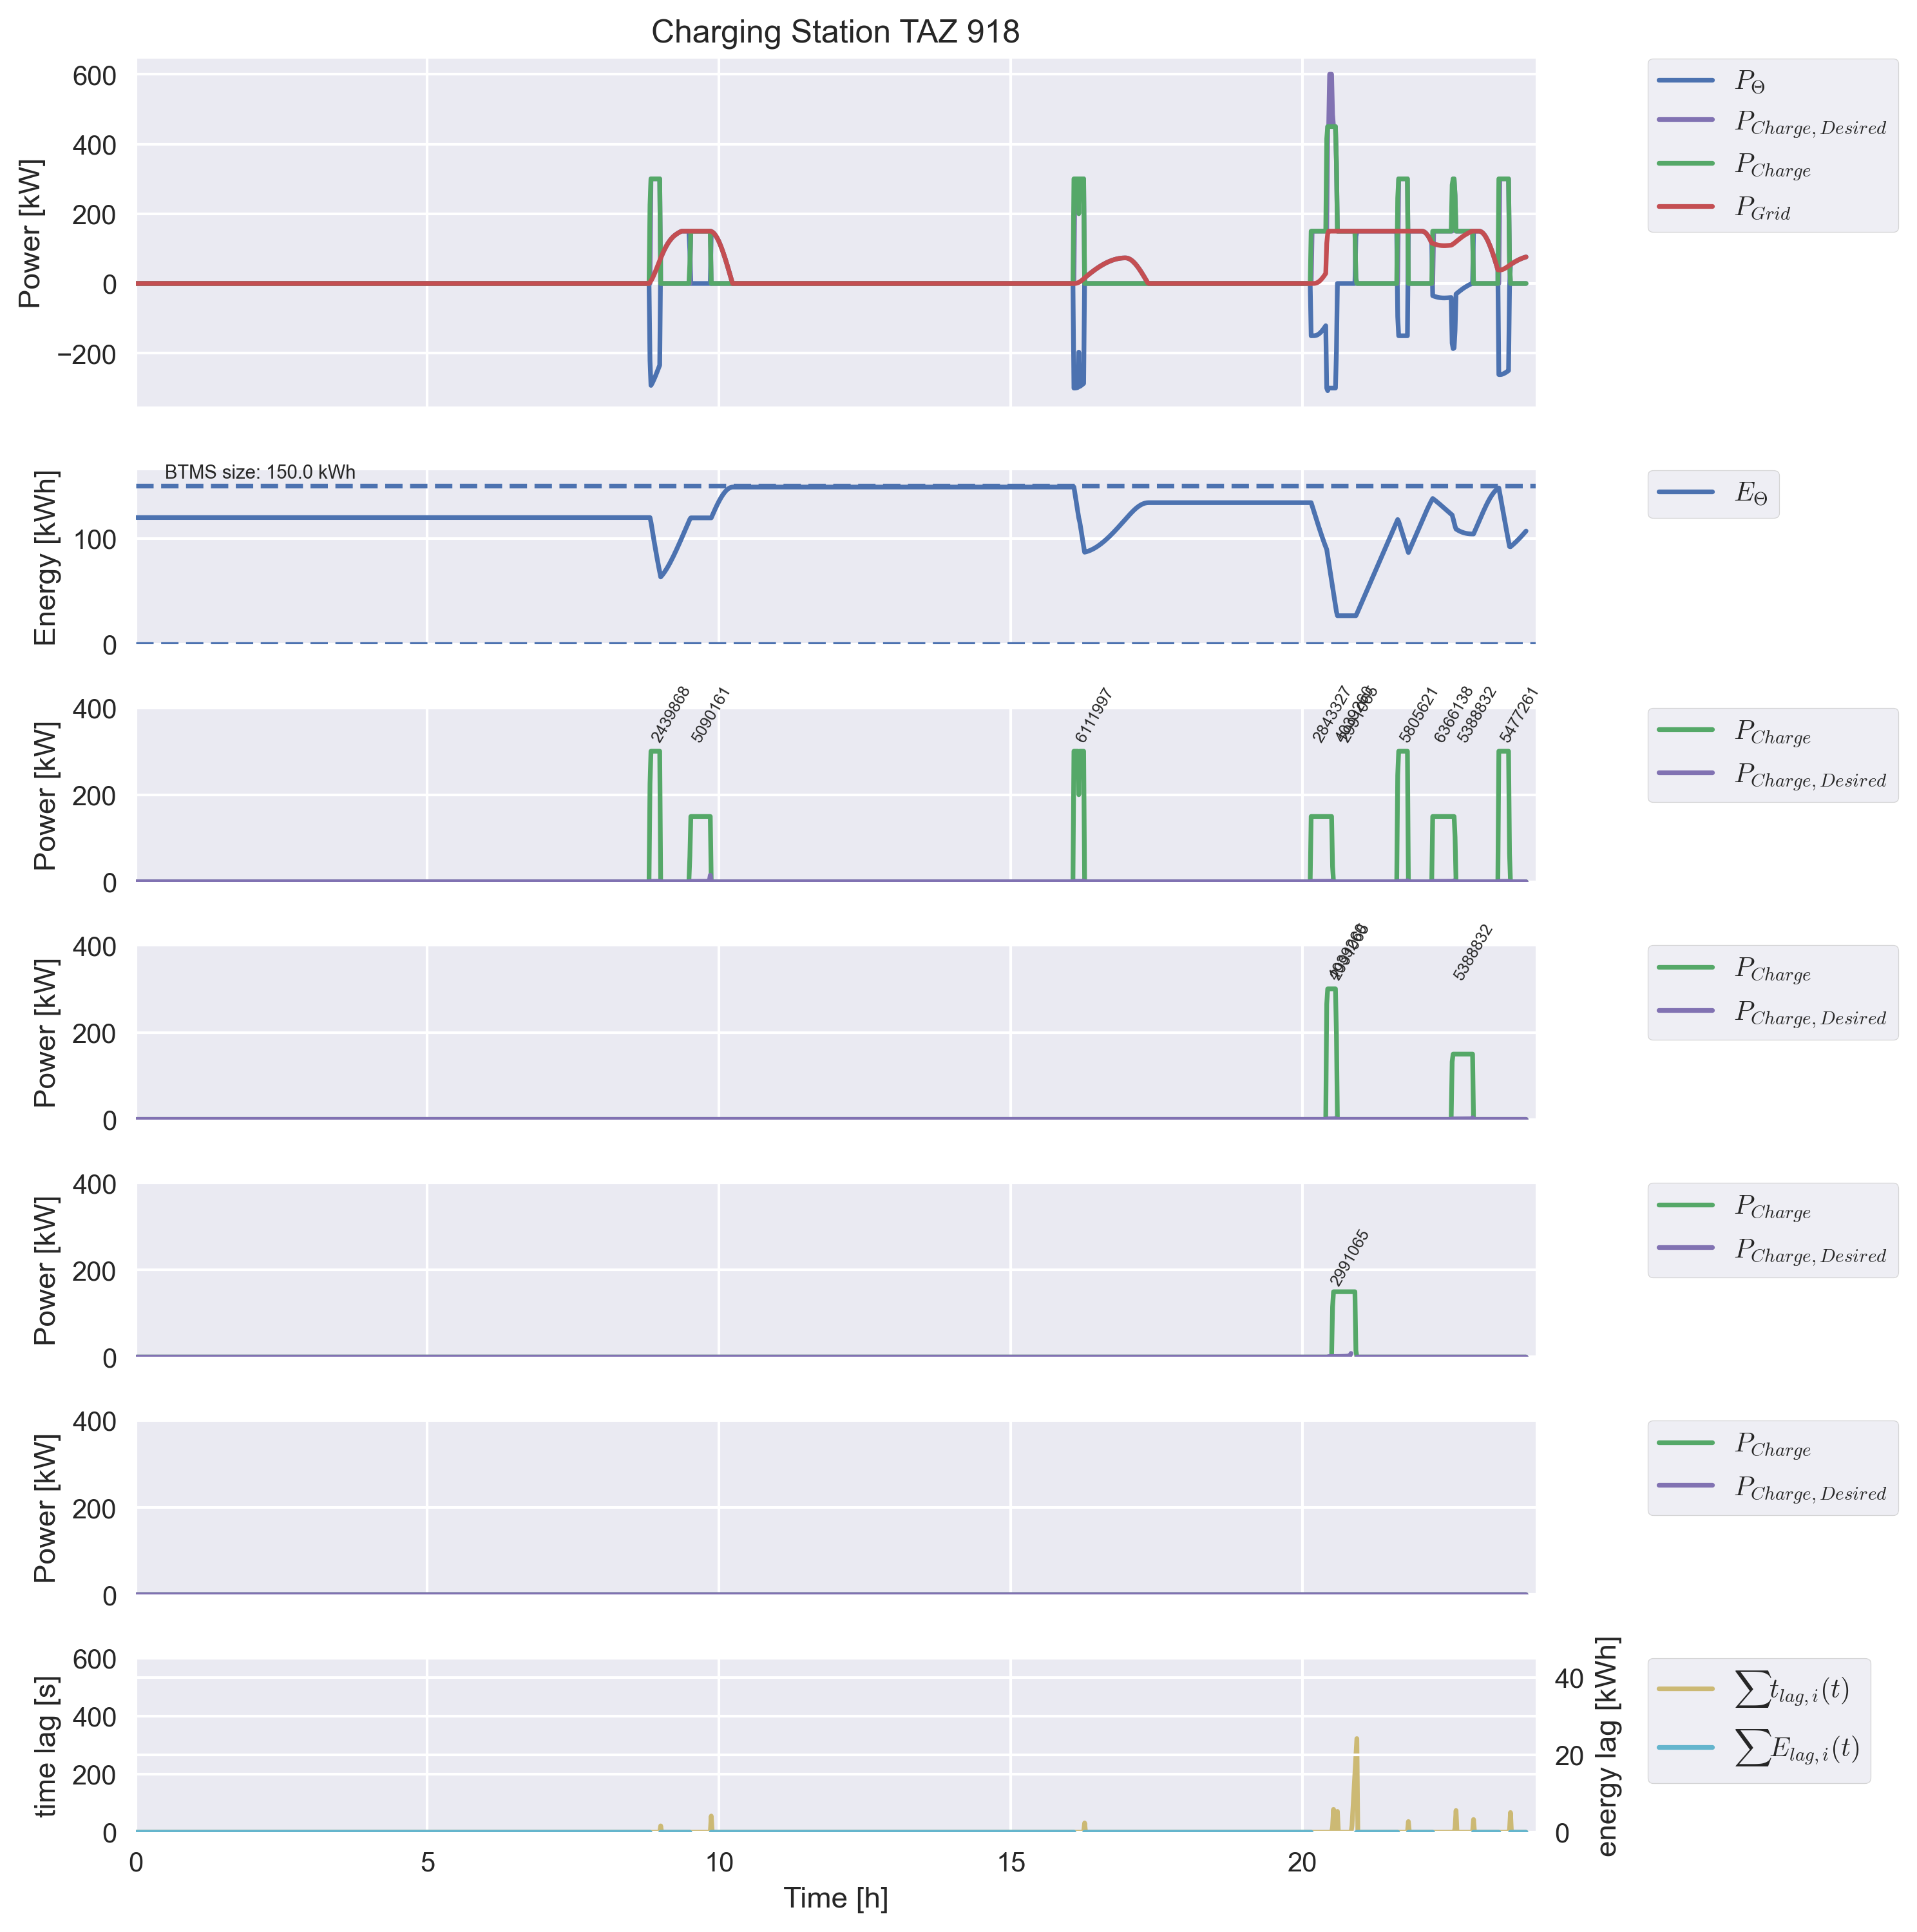 Charging Station TAZ 918
Power [kW]
600
400
200
0
−200
P_Θ
P_Charge, Desired
P_Charge
P_Grid
BTMS size: 150.0 kWh
Energy [kWh]
100
0
E_Θ
2439868
5090161
6111997
2843327
5805621
6366138
5388832
5477261
Power [kW]
400
200
0
P_Charge
P_Charge, Desired
5388832
Power [kW]
400
200
0
P_Charge
P_Charge, Desired
2991065
Power [kW]
400
200
0
P_Charge
P_Charge, Desired
Power [kW]
400
200
0
P_Charge
P_Charge, Desired
time lag [s]
600
400
200
0
energy lag [kWh]
40
20
0
∑t_lag, i(t)
∑E_lag, i(t)
0 5 10 15 20
Time [h]